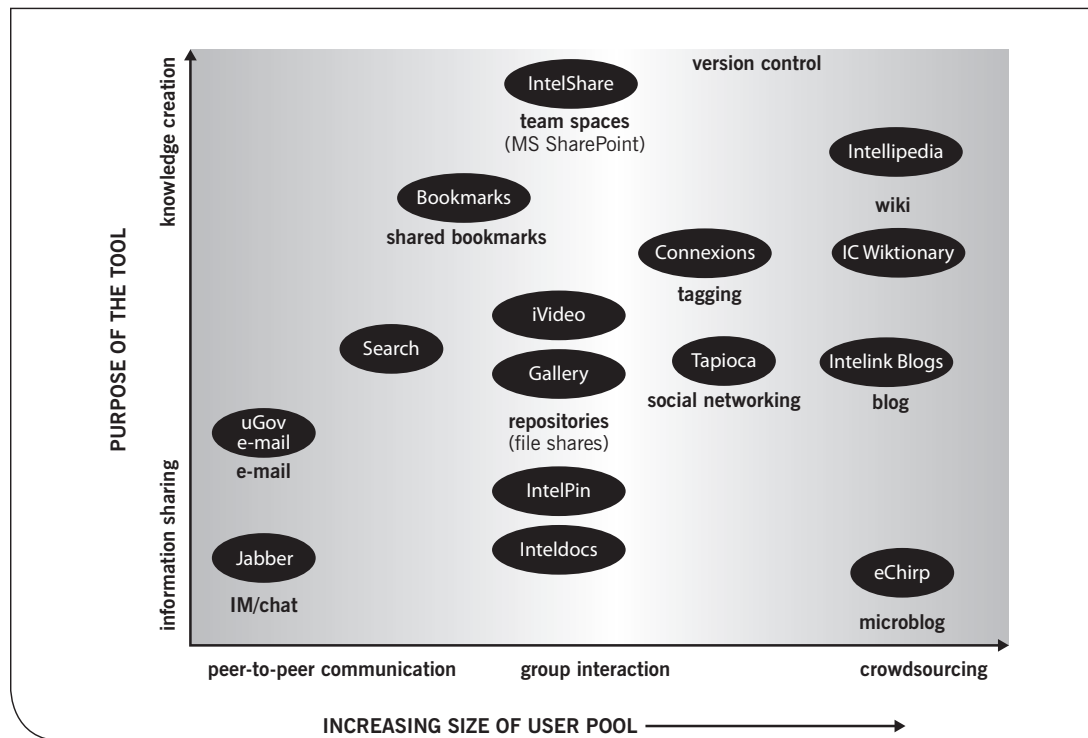 PURPOSE OF THE TOOL
knowledge creation
information sharing
version control
IntelShare
team spaces
(MS SharePoint)
Intellipedia
wiki
Bookmarks
shared bookmarks
Connexions
tagging
IC Wiktionary
iVideo
Search
Gallery
repositories
(file shares)
Tapioca
social networking
Intelink Blogs
blog
uGov
e-mail
e-mail
IntelPin
Inteldocs
Jabber
IM/chat
eChirp
microblog
peer-to-peer communication
group interaction
crowdsourcing
INCREASING SIZE OF USER POOL